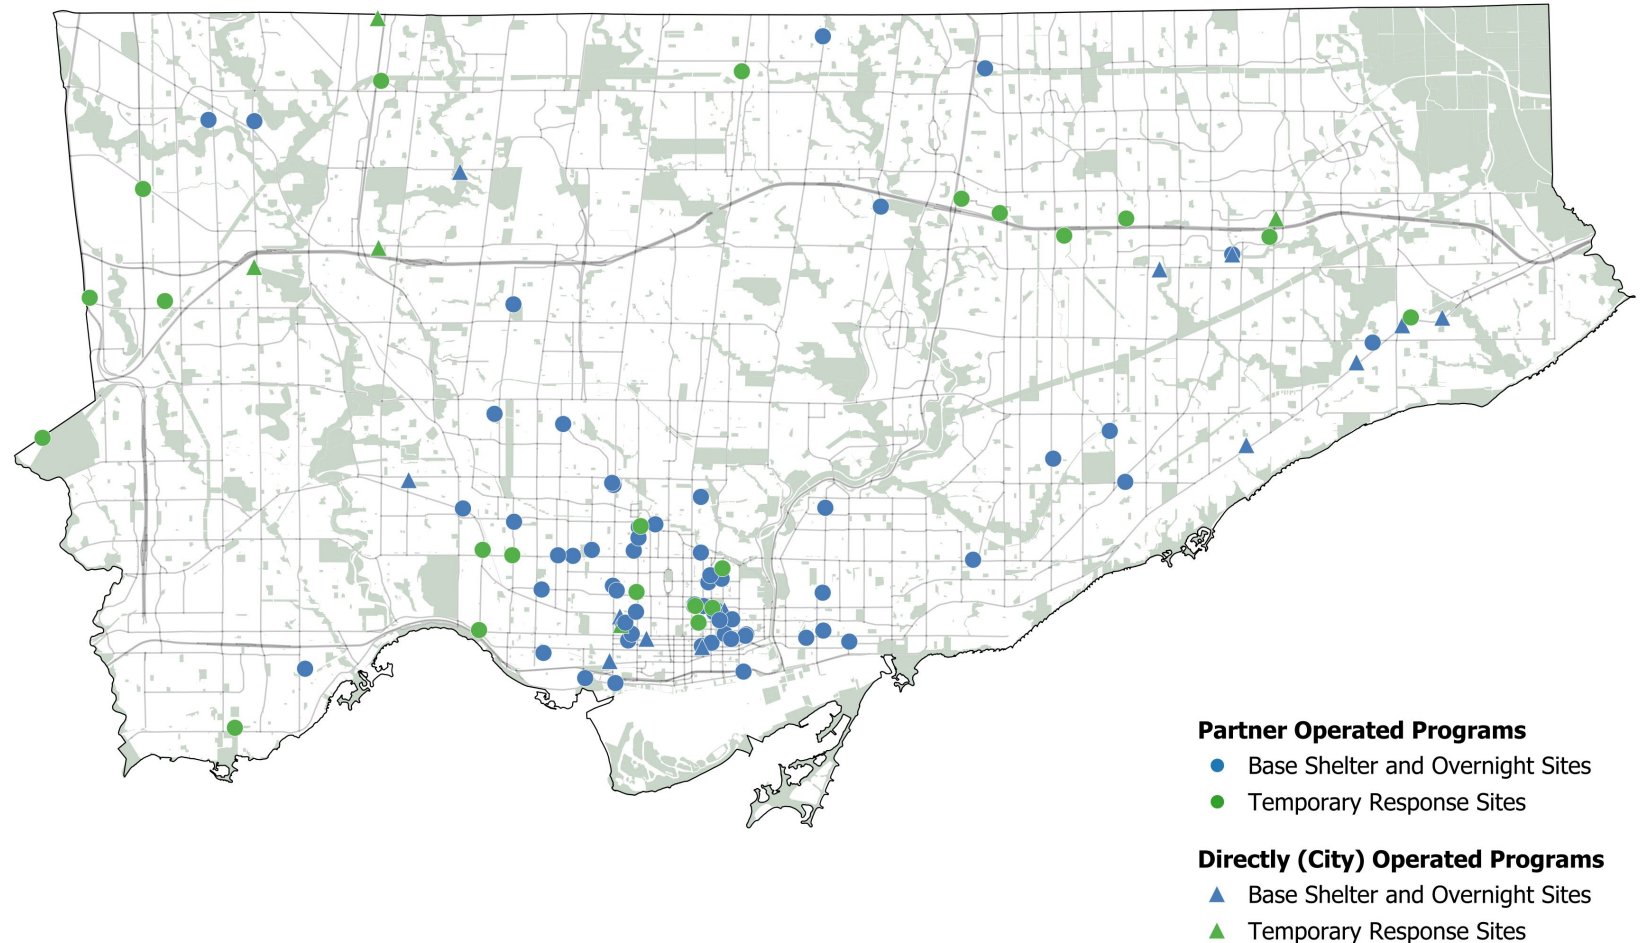 Partner Operated Programs
Base Shelter and Overnight Sites
Temporary Response Sites
Directly (City) Operated Programs
Base Shelter and Overnight Sites
Temporary Response Sites